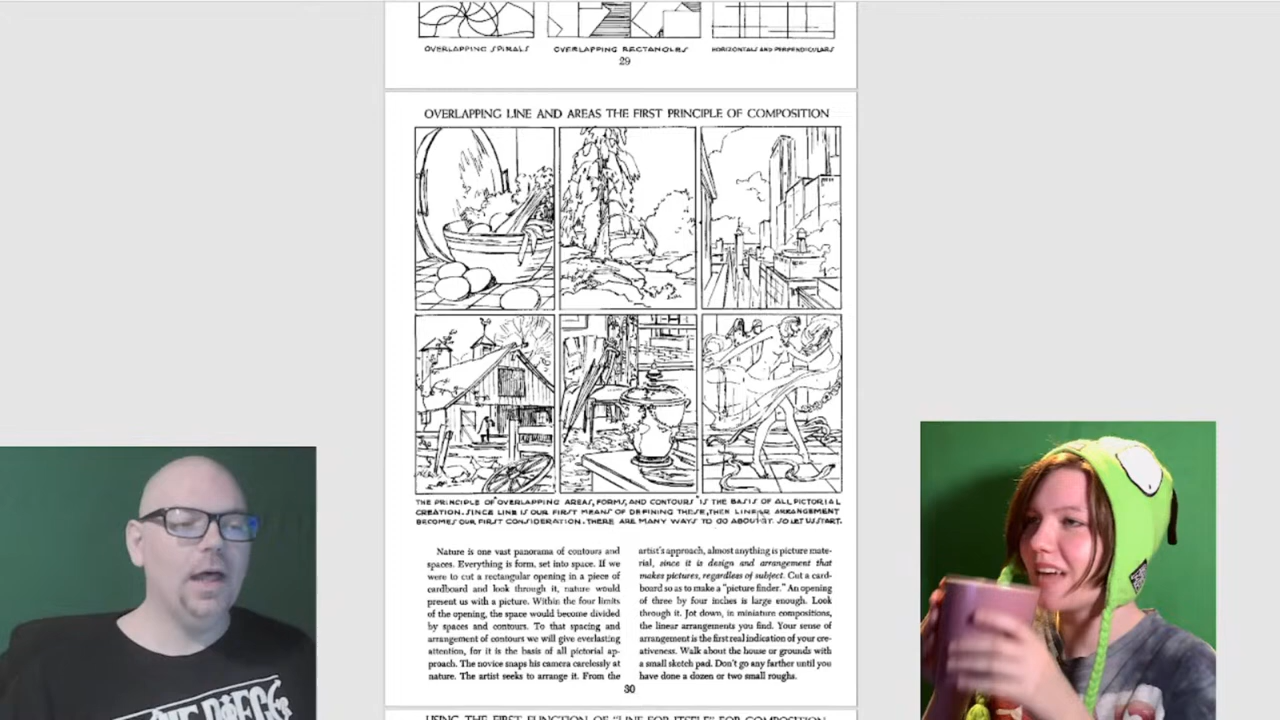 OVERLAPPING SPIRALS OVERLAPPING RECTANGLES HORIZONTALS AND PERPENDICULARS
29
OVERLAPPING LINE AND AREAS THE FIRST PRINCIPLE OF COMPOSITION
THE PRINCIPLE OF "OVERLAPPING AREAS, FORMS, AND CONTOURS" IS THE BASIS OF ALL PICTORIAL
CREATION. SINCE LINE IS OUR FIRST MEANS OF DEFINING THESE, THEN LINEAR ARRANGEMENT
BECOMES OUR FIRST CONSIDERATION. THERE ARE MANY WAYS TO GO ABOUT IT. SO LET US START.
Nature is one vast panorama of contours and
spaces. Everything is form, set into space. If we
were to cut a rectangular opening in a piece of
cardboard and look through it, nature would
present us with a picture. Within the four limits
of the opening, the space would become divided
by spaces and contours. To that spacing and
arrangement of contours we will give everlasting
attention, for it is the basis of all pictorial ap-
proach. The novice snaps his camera carelessly at
nature. The artist seeks to arrange it. From the
artist's approach, almost anything is picture mate-
rial, since it is design and arrangement that
makes pictures, regardless of subject. Cut a card-
board so as to make a "picture finder." An opening
of three by four inches is large enough. Look
through it. Jot down, in miniature compositions,
the linear arrangements you find. Your sense of
arrangement is the first real indication of your cre-
ativeness. Walk about the house or grounds with
a small sketch pad. Don't go any farther until you
have done a dozen or two small roughs.
30
USING THE FIRST FUNCTION OF "LINE FOR ITSELF" FOR COMPOSITION